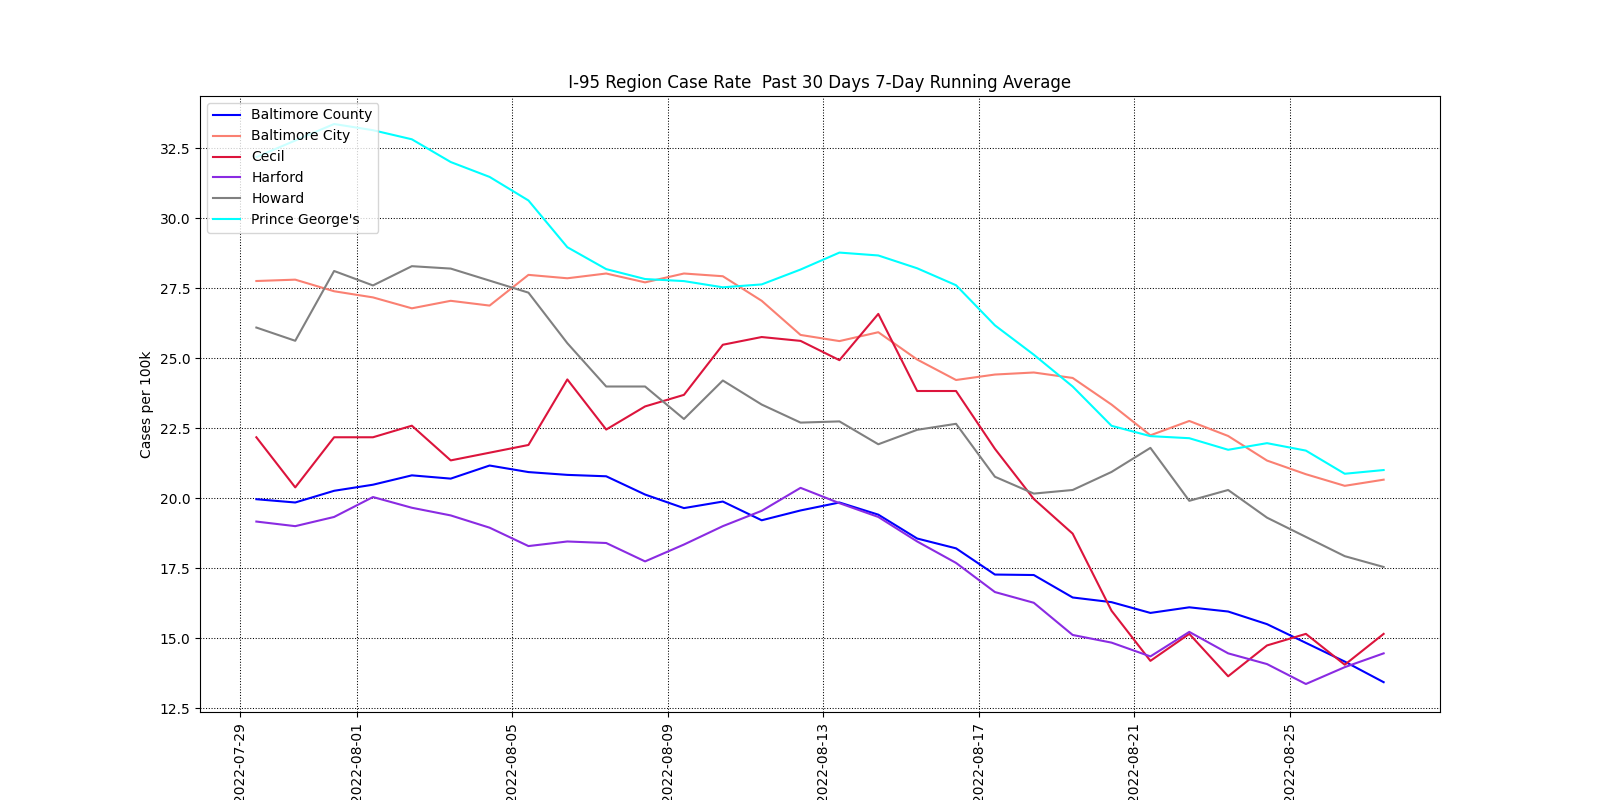 I-95 Region Case Rate  Past 30 Days 7-Day Running Average
Baltimore County
Baltimore City
Cecil
Harford
Howard
Prince George's
Cases per 100k
32.5
30.0
27.5
25.0
22.5
20.0
17.5
15.0
12.5
2022-07-29
2022-08-01
2022-08-05
2022-08-09
2022-08-13
2022-08-17
2022-08-21
2022-08-25